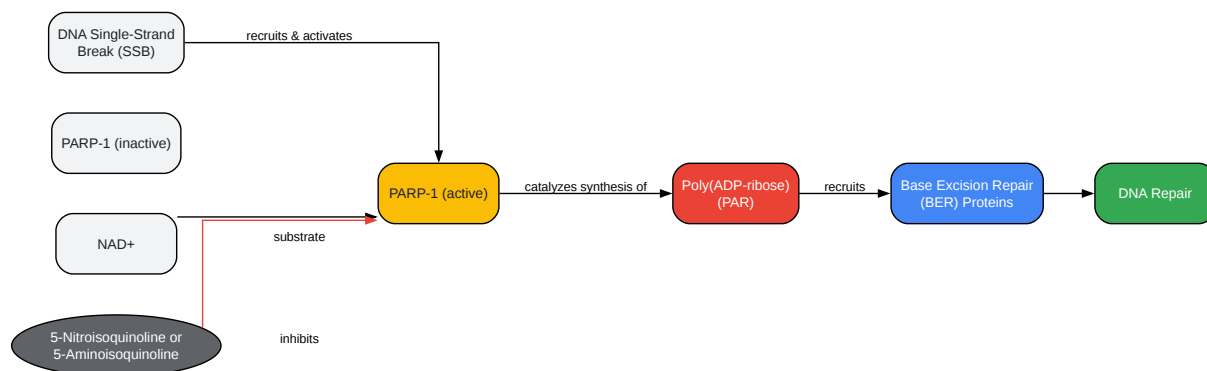 DNA Single-Strand
Break (SSB)
recruits & activates
PARP-1 (inactive)
PARP-1 (active)
catalyzes synthesis of
Poly(ADP-ribose)
(PAR)
recruits
Base Excision Repair
(BER) Proteins
DNA Repair
NAD+
substrate
5-Nitroisoquinoline or
5-Aminoisoquinoline
inhibits